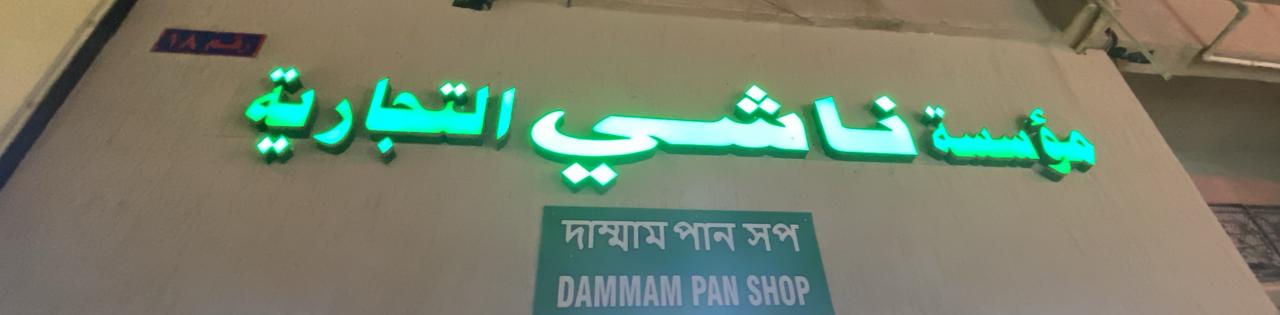 رقم ١٨
مؤسسة ناشي التجارية
দাম্মাম পান সপ
DAMMAM PAN SHOP